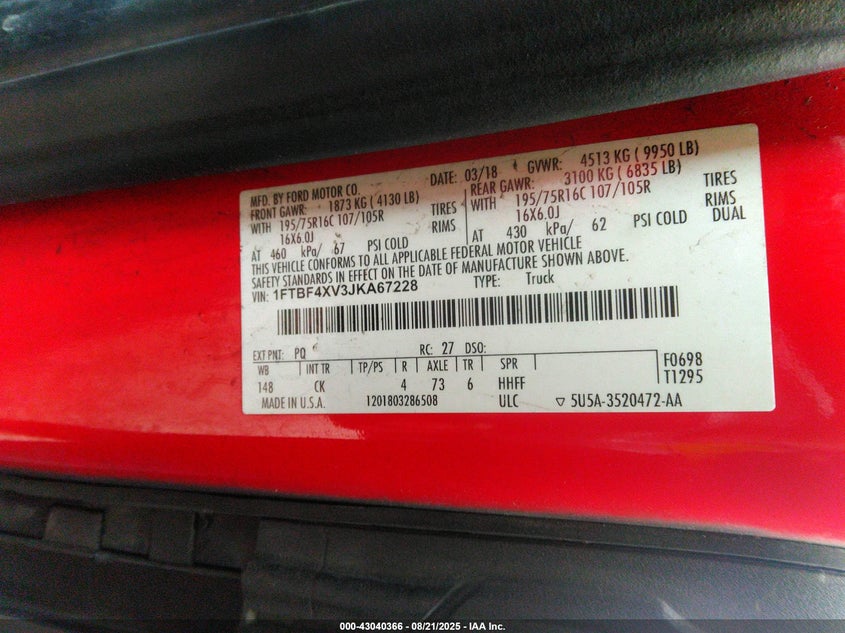 MFD. BY FORD MOTOR CO. DATE: 03/18 GVWR: 4513 KG ( 9950 LB)
FRONT GAWR: 1873 KG ( 4130 LB) REAR GAWR: 3100 KG ( 6835 LB)
WITH 195/75R16C 107/105R TIRES WITH 195/75R16C 107/105R TIRES
16X6.0J RIMS 16X6.0J RIMS
AT 460 kPa/ 67 PSI COLD AT 430 kPa/ 62 PSI COLD DUAL
THIS VEHICLE CONFORMS TO ALL APPLICABLE FEDERAL MOTOR VEHICLE
SAFETY STANDARDS IN EFFECT ON THE DATE OF MANUFACTURE SHOWN ABOVE.
VIN: 1FTBF4XV3JKA67228 TYPE: Truck
EXT PNT: PQ RC: 27 DSO:
WB INT TR TP/PS R AXLE TR SPR F0698
148 CK 4 73 6 HHFF T1295
MADE IN U.S.A. 1201803286508 ULC ▽ 5U5A-3520472-AA
000-43040366 - 08/21/2025 - IAA Inc.